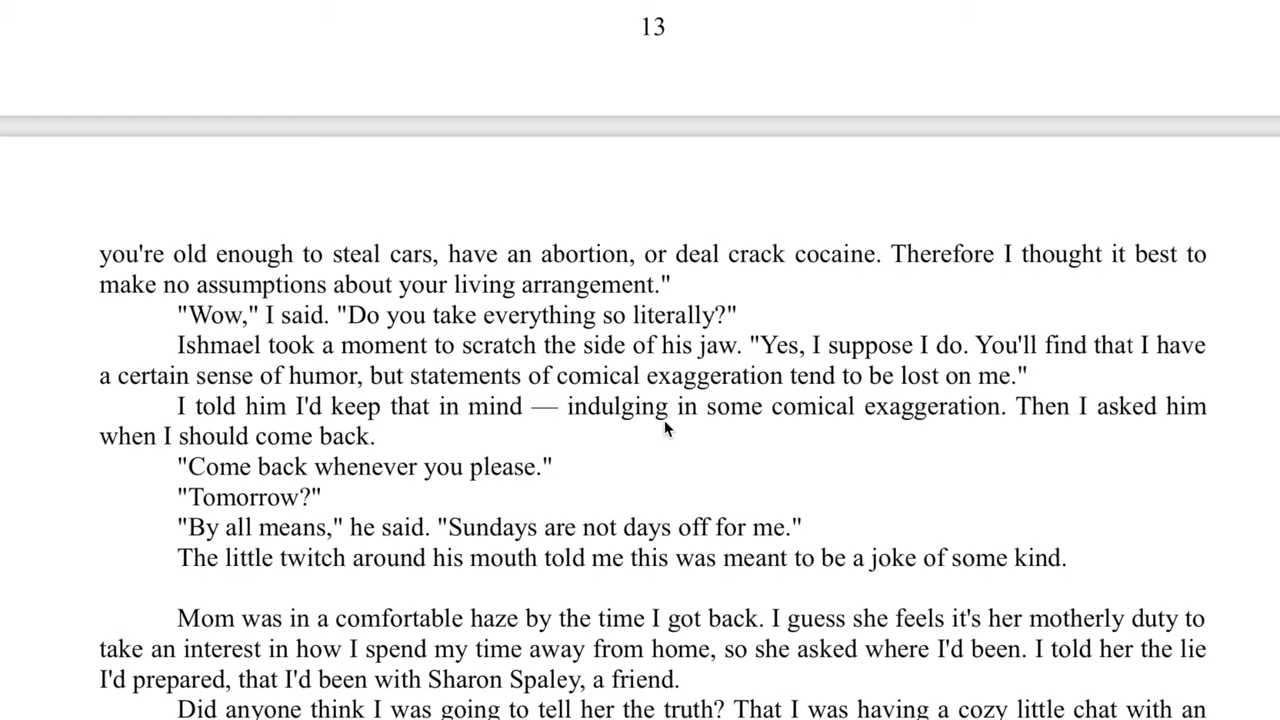 13
you're old enough to steal cars, have an abortion, or deal crack cocaine. Therefore I thought it best to
make no assumptions about your living arrangement."
"Wow," I said. "Do you take everything so literally?"
Ishmael took a moment to scratch the side of his jaw. "Yes, I suppose I do. You'll find that I have
a certain sense of humor, but statements of comical exaggeration tend to be lost on me."
I told him I'd keep that in mind — indulging in some comical exaggeration. Then I asked him
when I should come back.
"Come back whenever you please."
"Tomorrow?"
"By all means," he said. "Sundays are not days off for me."
The little twitch around his mouth told me this was meant to be a joke of some kind.
Mom was in a comfortable haze by the time I got back. I guess she feels it's her motherly duty to
take an interest in how I spend my time away from home, so she asked where I'd been. I told her the lie
I'd prepared, that I'd been with Sharon Spaley, a friend.
Did anyone think I was going to tell her the truth? That I was having a cozy little chat with an